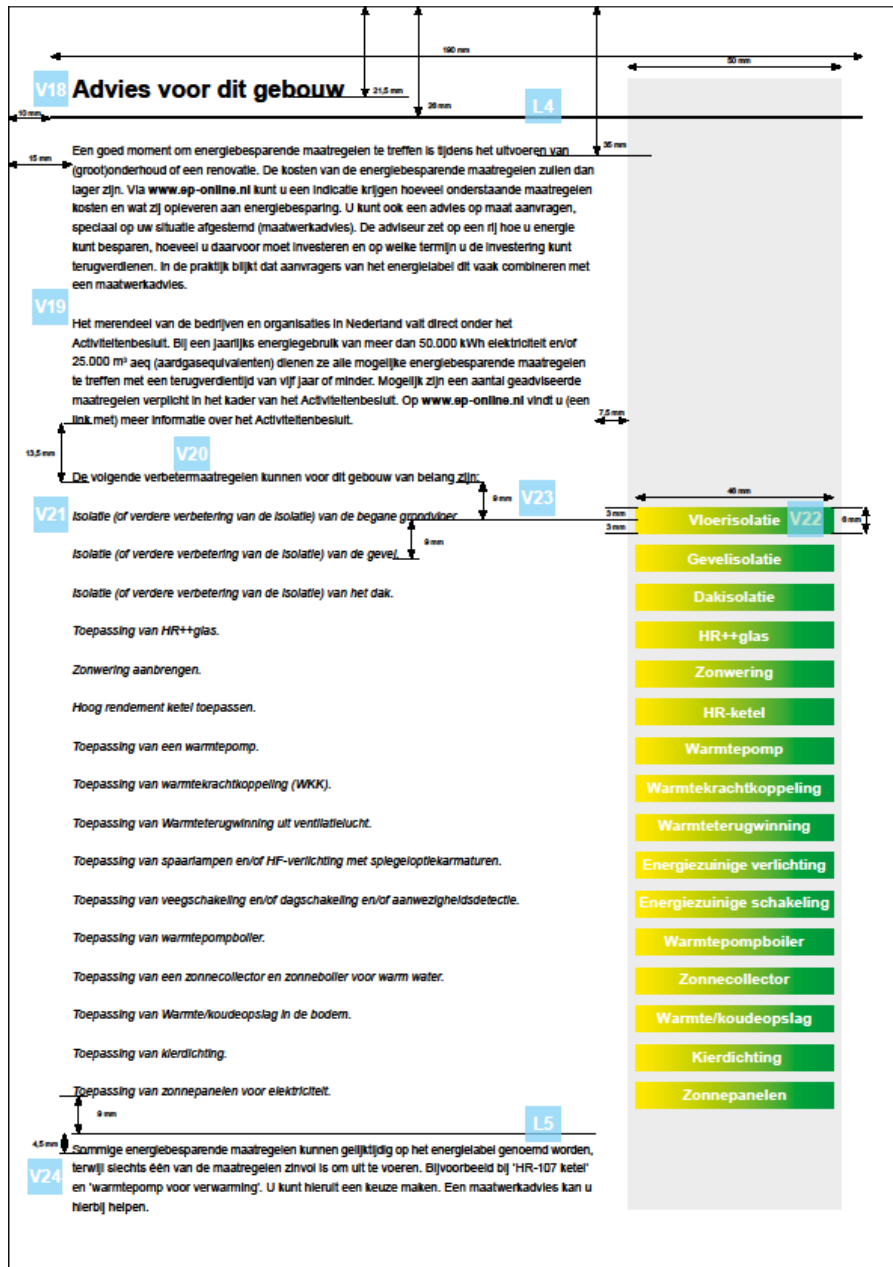 190 mm
50 mm
V18 Advies voor dit gebouw
21,5 mm
26 mm
L4
10 mm
35 mm
15 mm
Een goed moment om energiebesparende maatregelen te treffen is tijdens het uitvoeren van
(groot)onderhoud of een renovatie. De kosten van de energiebesparende maatregelen zullen dan
lager zijn. Via www.ep-online.nl kunt u een indicatie krijgen hoeveel onderstaande maatregelen
kosten en wat zij opleveren aan energiebesparing. U kunt ook een advies op maat aanvragen,
speciaal op uw situatie afgestemd (maatwerkadvies). De adviseur zet op een rij hoe u energie
kunt besparen, hoeveel u daarvoor moet investeren en op welke termijn u de investering kunt
terugverdienen. In de praktijk blijkt dat aanvragers van het energielabel dit vaak combineren met
een maatwerkadvies.
V19
Het merendeel van de bedrijven en organisaties in Nederland valt direct onder het
Activiteitenbesluit. Bij een jaarlijks energiegebruik van meer dan 50.000 kWh elektriciteit en/of
25.000 m³ aeq (aardgasequivalenten) dienen ze alle mogelijke energiebesparende maatregelen
te treffen met een terugverdientijd van vijf jaar of minder. Mogelijk zijn een aantal geadviseerde
maatregelen verplicht in het kader van het Activiteitenbesluit. Op www.ep-online.nl vindt u (een
link met) meer informatie over het Activiteitenbesluit.
7,5 mm
13,5 mm
V20
De volgende verbetermaatregelen kunnen voor dit gebouw van belang zijn:
9 mm
V23
46 mm
V21
Isolatie (of verdere verbetering van de isolatie) van de begane grondvloer.
3 mm
3 mm
Vloerisolatie
V22
6 mm
9 mm
Isolatie (of verdere verbetering van de isolatie) van de gevel.
Gevelisolatie
Isolatie (of verdere verbetering van de isolatie) van het dak.
Dakisolatie
Toepassing van HR++glas.
HR++glas
Zonwering aanbrengen.
Zonwering
Hoog rendement ketel toepassen.
HR-ketel
Toepassing van een warmtepomp.
Warmtepomp
Toepassing van warmtekrachtkoppeling (WKK).
Warmtekrachtkoppeling
Toepassing van Warmteterugwinning uit ventilatielucht.
Warmteterugwinning
Toepassing van spaarlampen en/of HF-verlichting met spiegeloptiekarmaturen.
Energiezuinige verlichting
Toepassing van veegschakeling en/of dagschakeling en/of aanwezigheidsdetectie.
Energiezuinige schakeling
Toepassing van warmtepompboiler.
Warmtepompboiler
Toepassing van een zonnecollector en zonneboiler voor warm water.
Zonnecollector
Toepassing van Warmte/koudeopslag in de bodem.
Warmte/koudeopslag
Toepassing van kierdichting.
Kierdichting
Toepassing van zonnepanelen voor elektriciteit.
Zonnepanelen
9 mm
L5
4,5 mm
Sommige energiebesparende maatregelen kunnen gelijktijdig op het energielabel genoemd worden,
terwijl slechts één van de maatregelen zinvol is om uit te voeren. Bijvoorbeeld bij 'HR-107 ketel'
V24 en 'warmtepomp voor verwarming'. U kunt hieruit een keuze maken. Een maatwerkadvies kan u
hierbij helpen.